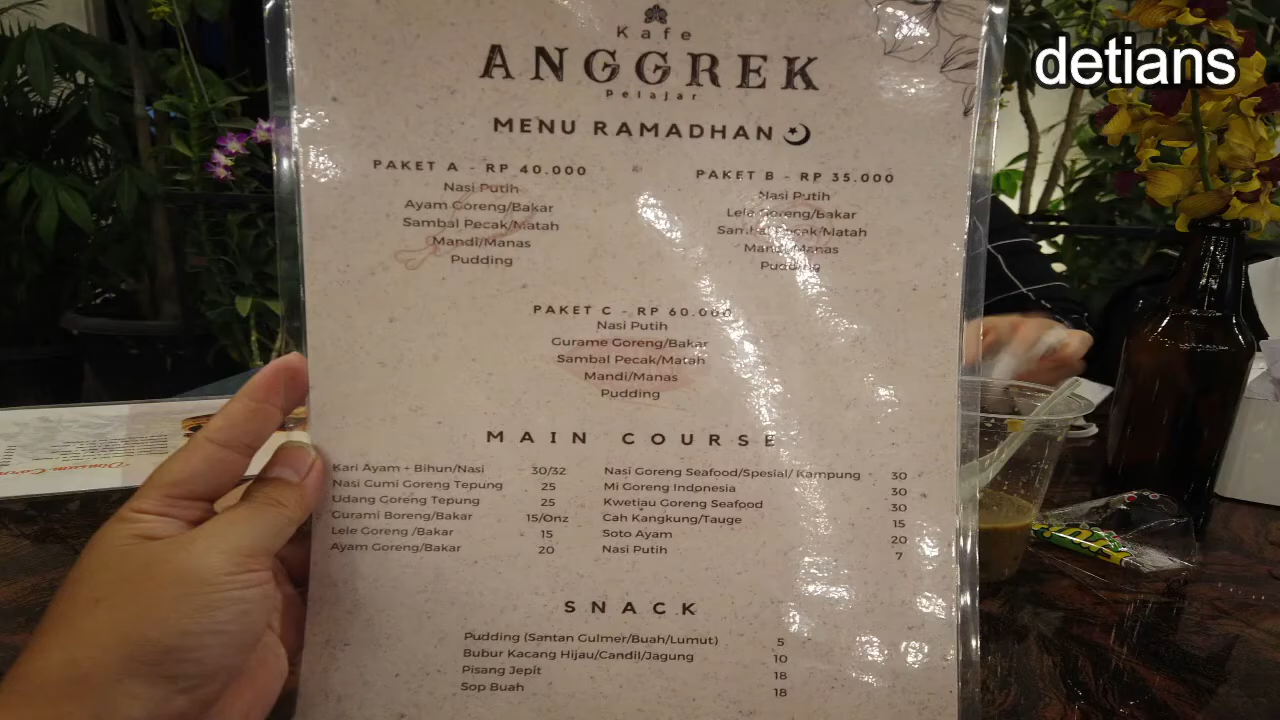 detians
Kafe
ANGGREK
Pelajar
MENU RAMADHAN
PAKET A - RP 40.000
Nasi Putih
Ayam Goreng/Bakar
Sambal Pecak/Matah
Mandi/Manas
Pudding
PAKET B - RP 35.000
Nasi Putih
Lele Goreng/Bakar
Sambal Pecak/Matah
Mandi/Manas
Pudding
PAKET C - RP 60.000
Nasi Putih
Gurame Goreng/Bakar
Sambal Pecak/Matah
Mandi/Manas
Pudding
MAIN COURSE
Kari Ayam + Bihun/Nasi 30/32
Nasi Cumi Goreng Tepung 25
Udang Goreng Tepung 25
Gurami Boreng/Bakar 15/Onz
Lele Goreng /Bakar 15
Ayam Goreng/Bakar 20
Nasi Goreng Seafood/Spesial/ Kampung 30
Mi Goreng Indonesia 30
Kwetiau Goreng Seafood 30
Cah Kangkung/Tauge 15
Soto Ayam 20
Nasi Putih 7
SNACK
Pudding (Santan Gulmer/Buah/Lumut) 5
Bubur Kacang Hijau/Candil/Jagung 10
Pisang Jepit 18
Sop Buah 18